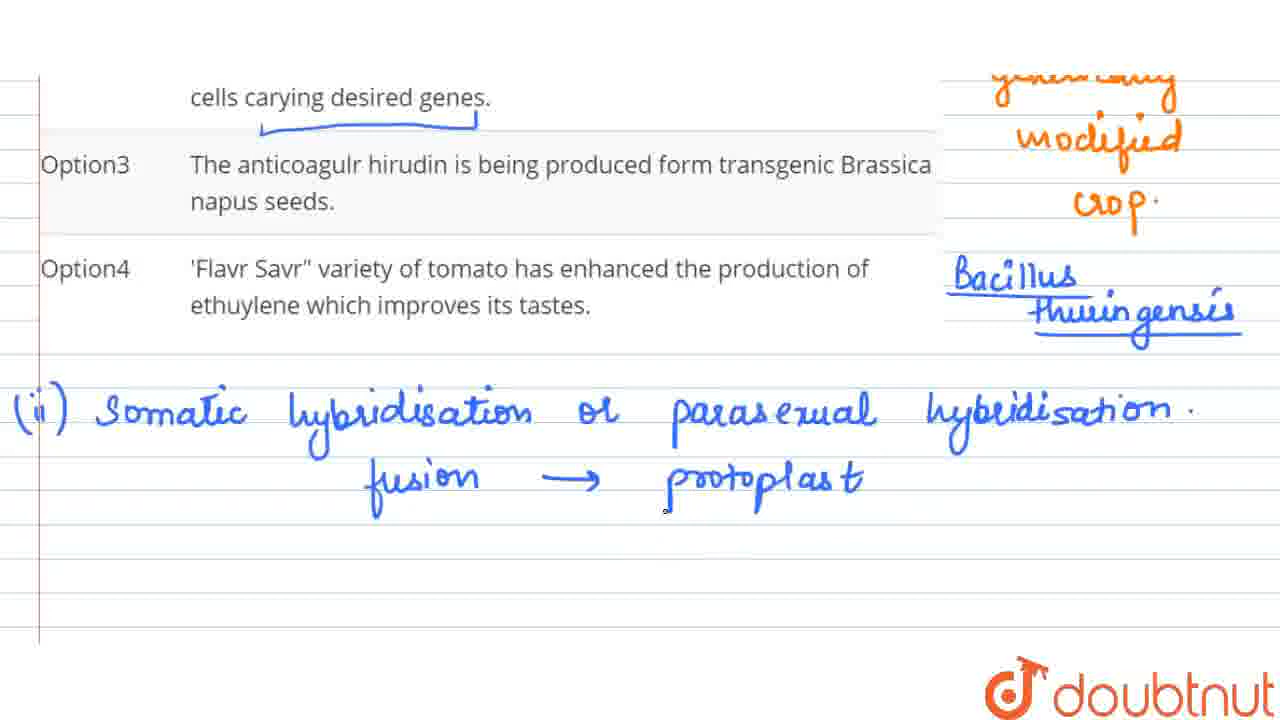 cells carying desired genes.
Option3 The anticoagulr hirudin is being produced form transgenic Brassica
napus seeds.
Option4 'Flavr Savr" variety of tomato has enhanced the production of
ethuylene which improves its tastes.
modified
crop.
Bacillus
thuringensis
(ii) Somatic hybridisation or parasexual hybridisation.
fusion → protoplast
doubtnut